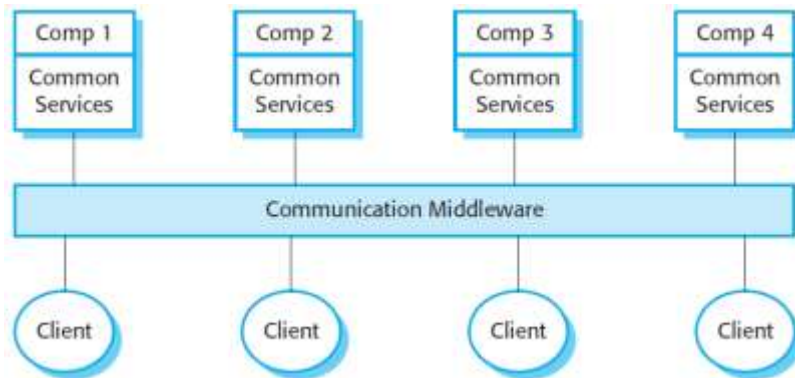 Comp 1
Common
Services
Comp 2
Common
Services
Comp 3
Common
Services
Comp 4
Common
Services
Communication Middleware
Client
Client
Client
Client